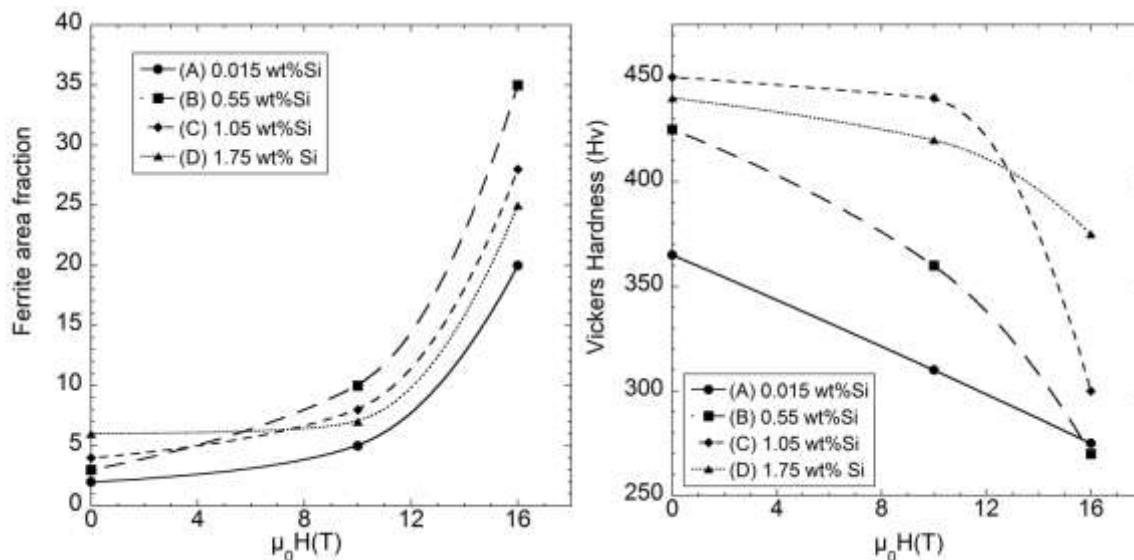 40
35
30
25
20
15
10
5
0
Ferrite area fraction
(A) 0.015 wt%Si
(B) 0.55 wt%Si
(C) 1.05 wt%Si
(D) 1.75 wt% Si
0 4 8 12 16
μ₀H(T)
450
400
350
300
250
Vickers Hardness (Hv)
(A) 0.015 wt%Si
(B) 0.55 wt%Si
(C) 1.05 wt%Si
(D) 1.75 wt% Si
0 4 8 12 16
μ₀H(T)